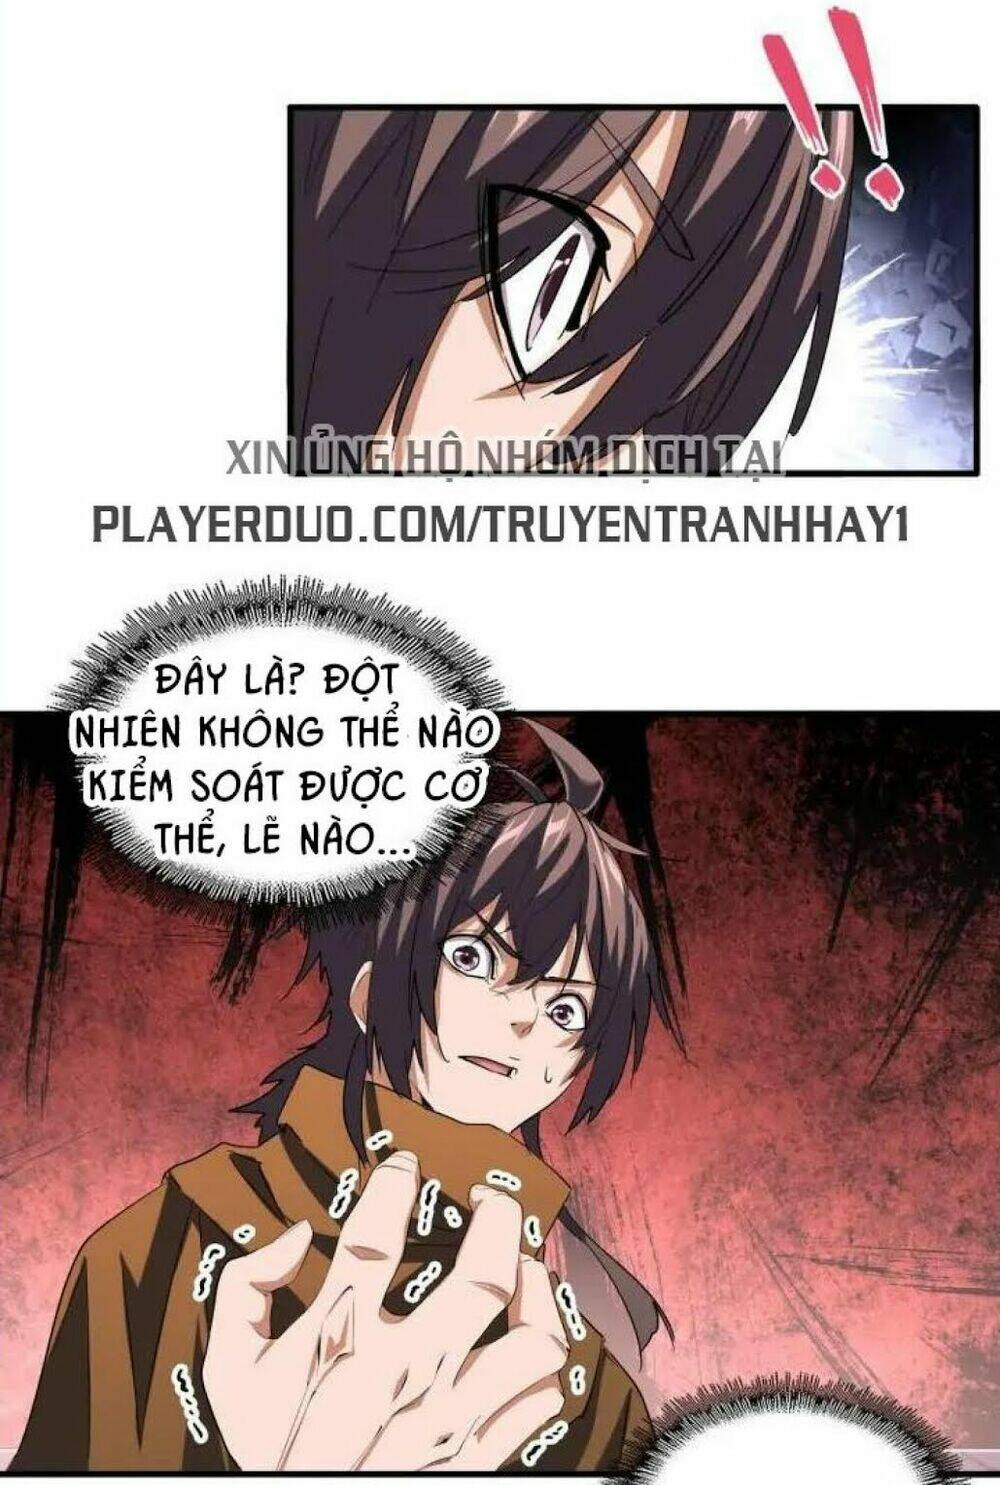 !!
XIN ỦNG HỘ NHÓM DỊCH TẠI
PLAYERDUO.COM/TRUYENTRANHHAY1
ĐÂY LÀ? ĐỘT
NHIÊN KHÔNG THỂ NÀO
KIỂM SOÁT ĐƯỢC CƠ
THỂ, LẼ NÀO...